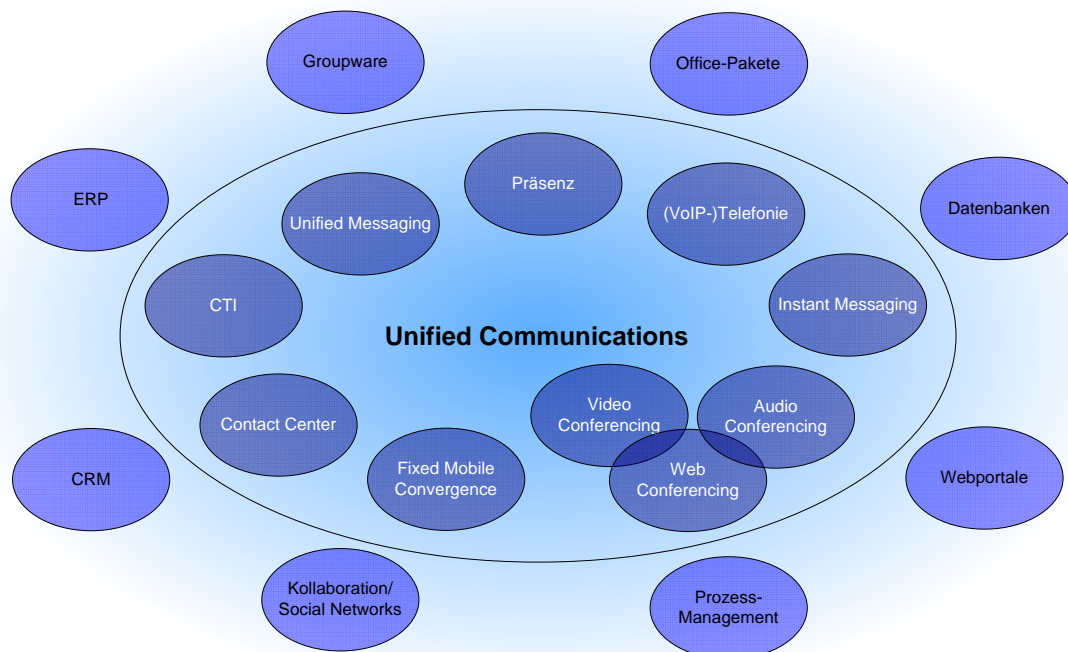 Groupware
Office-Pakete
Präsenz
ERP
(VoIP-)Telefonie
Datenbanken
Unified Messaging
CTI
Instant Messaging
Unified Communications
Video
Conferencing
Audio
Conferencing
Contact Center
Fixed Mobile
Convergence
Web
Conferencing
CRM
Webportale
Kollaboration/
Social Networks
Prozess-
Management